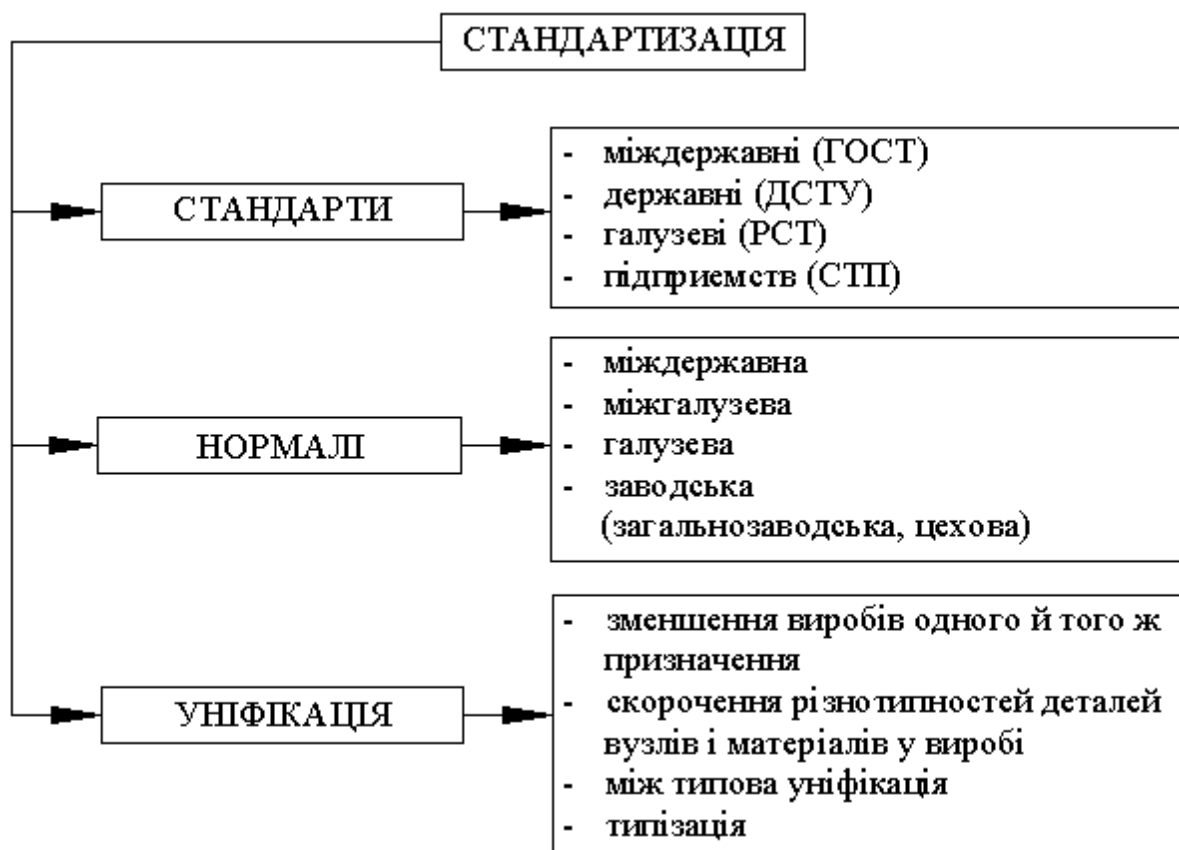 СТАНДАРТИЗАЦІЯ
СТАНДАРТИ
- міждержавні (ГОСТ)
- державні (ДСТУ)
- галузеві (РСТ)
- підприемств (СТП)
НОРМАЛІ
- міждержавна
- міжгалузева
- галузева
- заводська
(загальнозаводська, цехова)
УНІФІКАЦІЯ
- зменшення виробів одного й того ж
призначення
- скорочення різнотипностей деталей
вузлів і матеріалів у виробі
- між типова уніфікація
- типізація